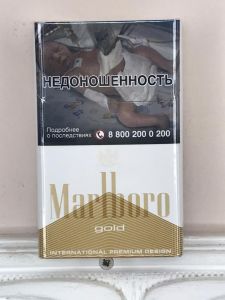 НЕДОНОШЕННОСТЬ
Подробнее
о последствиях 8 800 200 0 200
Marlboro
gold
INTERNATIONAL PREMIUM DESIGN